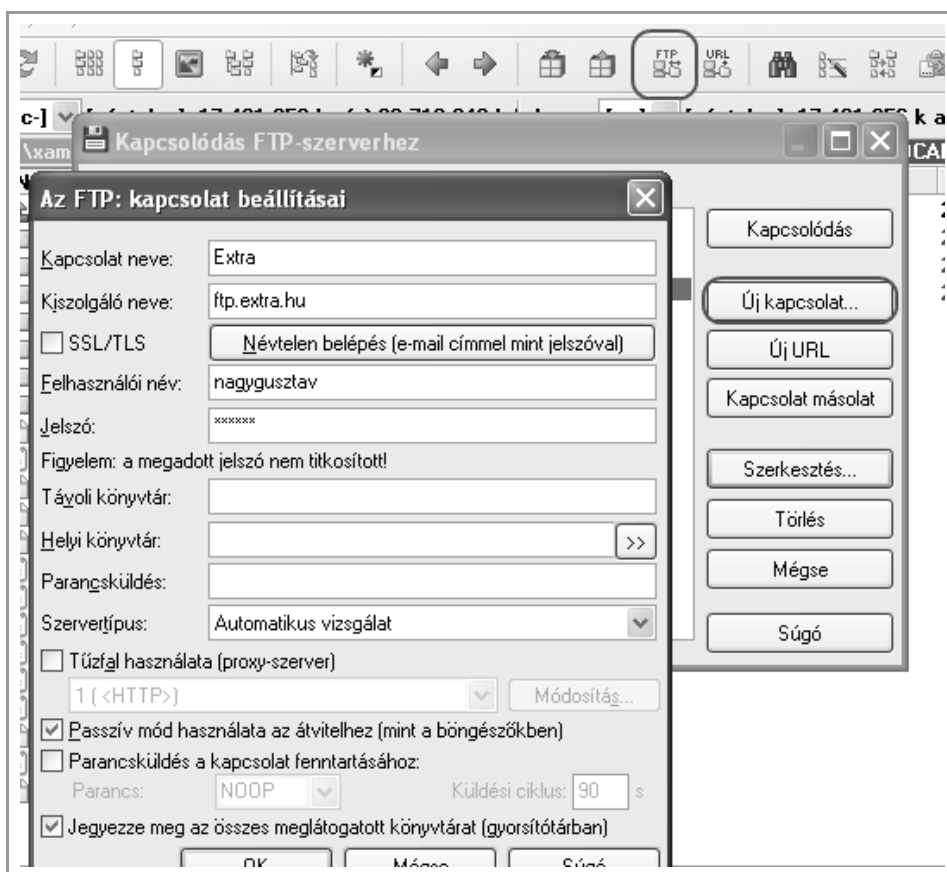 FTP URL
c-]
k a
\xam Kapcsolódás FTP-szerverhez
Az FTP: kapcsolat beállításai
Kapcsolat neve: Extra
Kiszolgáló neve: ftp.extra.hu
SSL/TLS Névtelen belépés (e-mail címmel mint jelszóval)
Felhasználói név: nagygusztav
Jelszó: ××××××
Figyelem: a megadott jelszó nem titkosított!
Távoli könyvtár:
Helyi könyvtár: >>
Parancsküldés:
Szervertípus: Automatikus vizsgálat
Tűzfal használata (proxy-szerver)
1 ( <HTTP>) Módosítás...
Passzív mód használata az átvitelhez (mint a böngészőkben)
Parancsküldés a kapcsolat fenntartásához:
Parancs: NOOP Küldési ciklus: 90 s
Jegyezze meg az összes meglátogatott könyvtárat (gyorsítótárban)
OK Mégse Súgó
Kapcsolódás
Új kapcsolat...
Új URL
Kapcsolat másolat
Szerkesztés...
Törlés
Mégse
Súgó